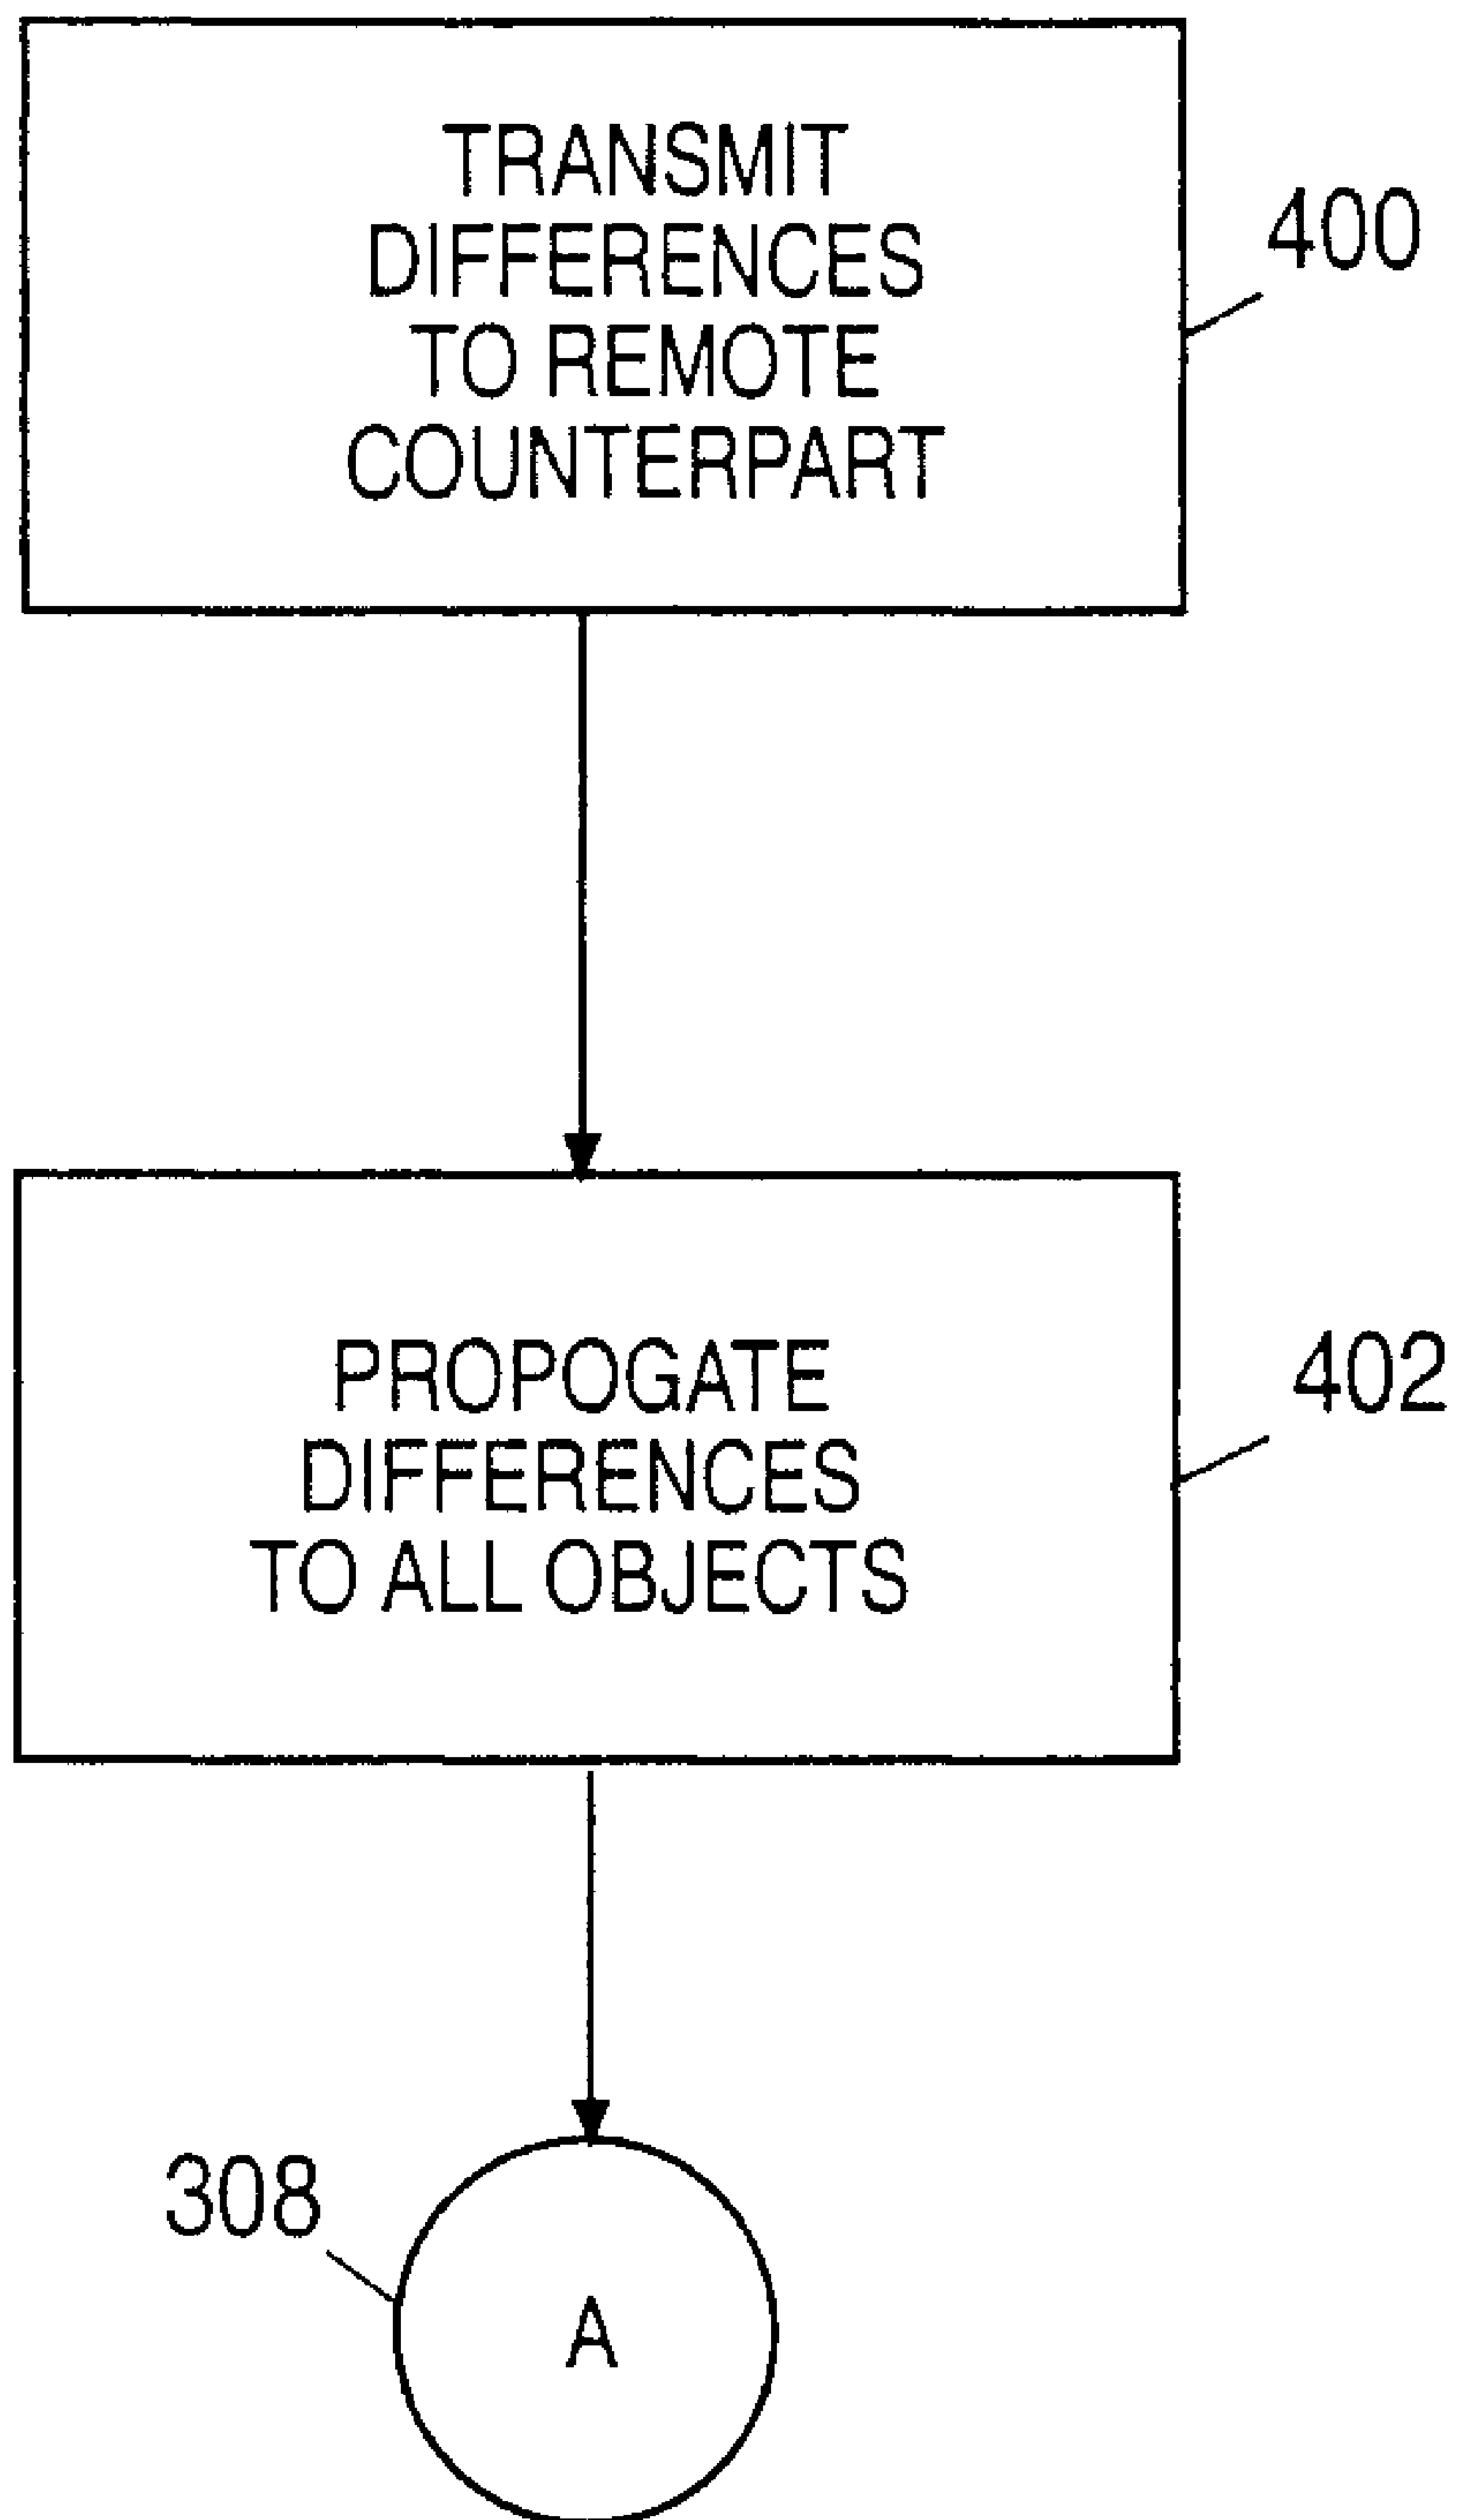 TRANSMIT
DIFFERENCES
TO REMOTE
COUNTERPART
400
PROPOGATE
DIFFERENCES
TO ALL OBJECTS
402
308
A